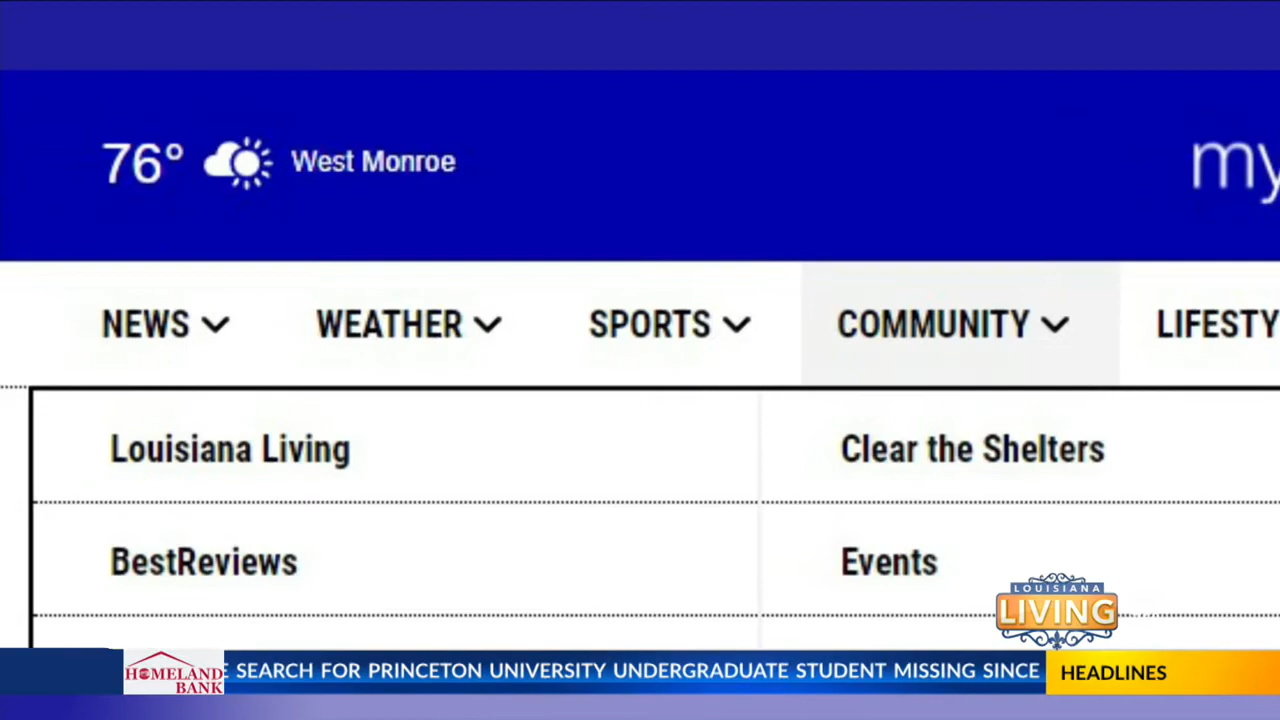 76° West Monroe
my
NEWS WEATHER SPORTS COMMUNITY LIFESTY
Louisiana Living
Clear the Shelters
BestReviews
Events
LOUISIANA
LIVING
HOMELAND
BANK
E SEARCH FOR PRINCETON UNIVERSITY UNDERGRADUATE STUDENT MISSING SINCE
HEADLINES